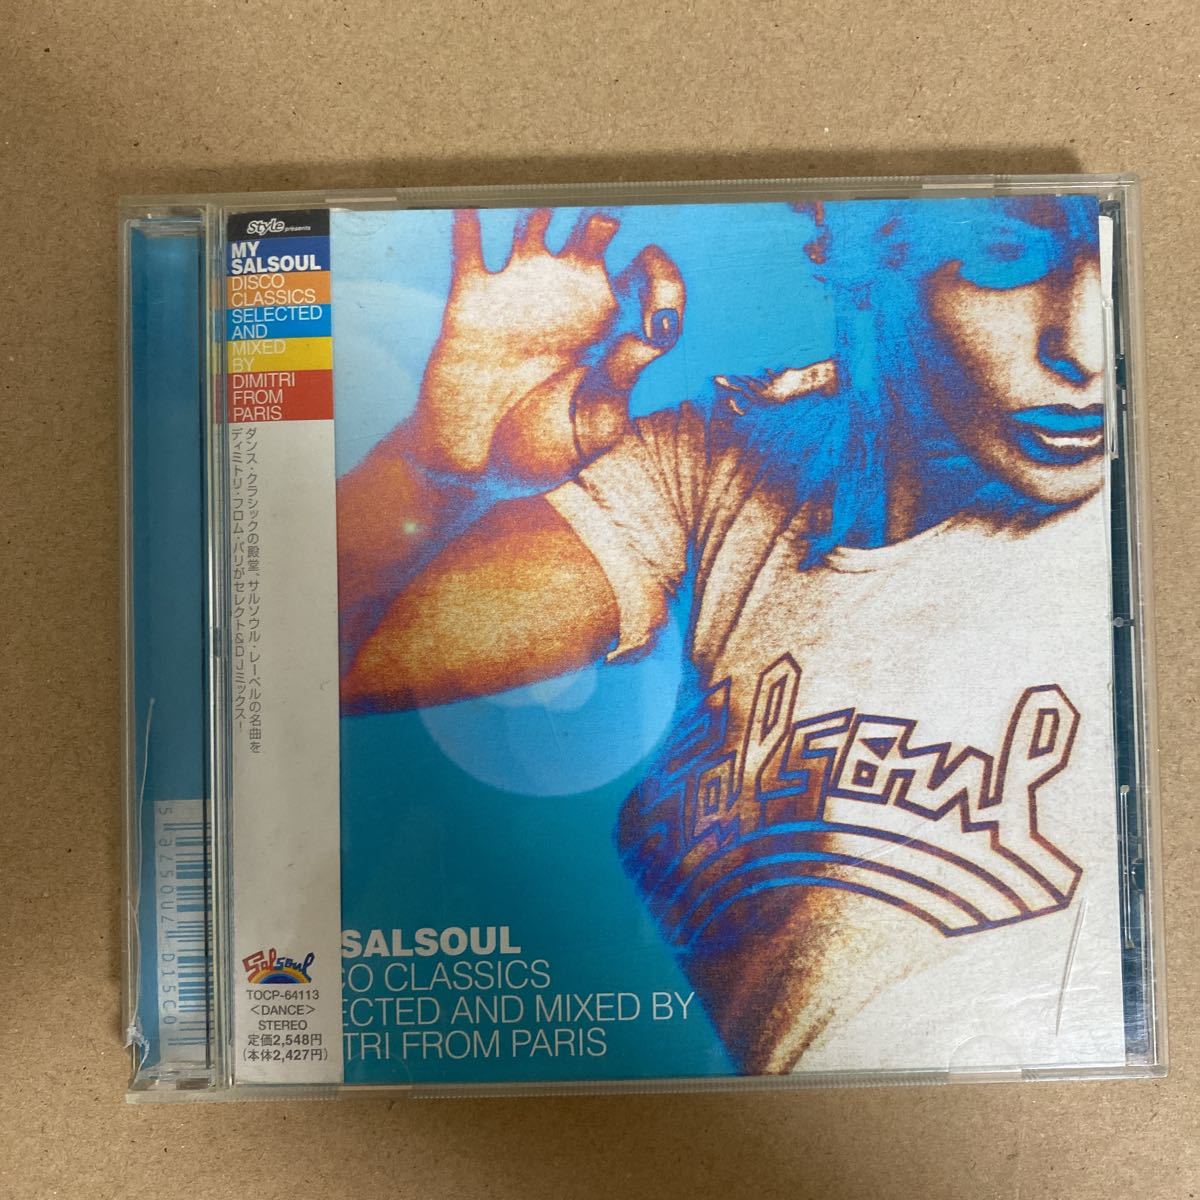 style presents
MY
SALSOUL
DISCO
CLASSICS
SELECTED
AND
MIXED
BY
DIMITRI
FROM
PARIS
ダンス・クラシックの殿堂、サルソウル・レーベルの名曲を
ディミトリ・フロム・パリがセレクト&DJミックス!
Salsoul
TOCP-64113
<DANCE>
STEREO
定価2,548円
(本体2,427円)
Salsoul
SALSOUL
CO CLASSICS
ECTED AND MIXED BY
TRI FROM PARIS